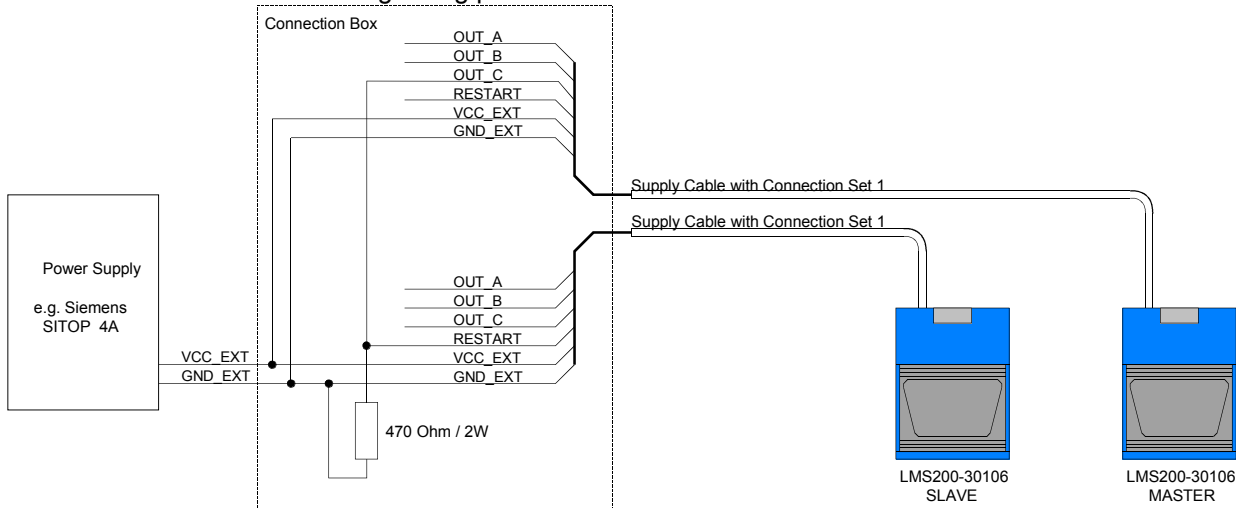 Connection Box
OUT_A
OUT_B
OUT_C
RESTART
VCC_EXT
GND_EXT
Supply Cable with Connection Set 1
Supply Cable with Connection Set 1
Power Supply
e.g. Siemens
SITOP 4A
VCC_EXT
GND_EXT
OUT_A
OUT_B
OUT_C
RESTART
VCC_EXT
GND_EXT
470 Ohm / 2W
LMS200-30106
SLAVE
LMS200-30106
MASTER